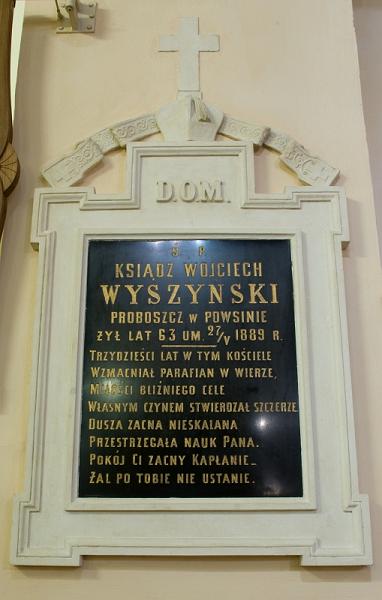 D.O.M.
Ś. P.
KSIĄDZ WOJCIECH
WYSZYNSKI
PROBOSZCZ W POWSINIE
ŻYŁ LAT 63 UM. 27/V 1889 R.
TRZYDZIEŚCI LAT W TYM KOŚCIELE
WZMACNIAŁ PARAFIAN W WIERZE,
MIŁOŚCI BLIŹNIEGO CELE
WŁASNYM CZYNEM STWIERDZAŁ SZCZERZE
DUSZA ZACNA NIESKALANA
PRZESTRZEGAŁA NAUK PANA.
POKÓJ CI ZACNY KAPŁANIE_
ŻAL PO TOBIE NIE USTANIE.